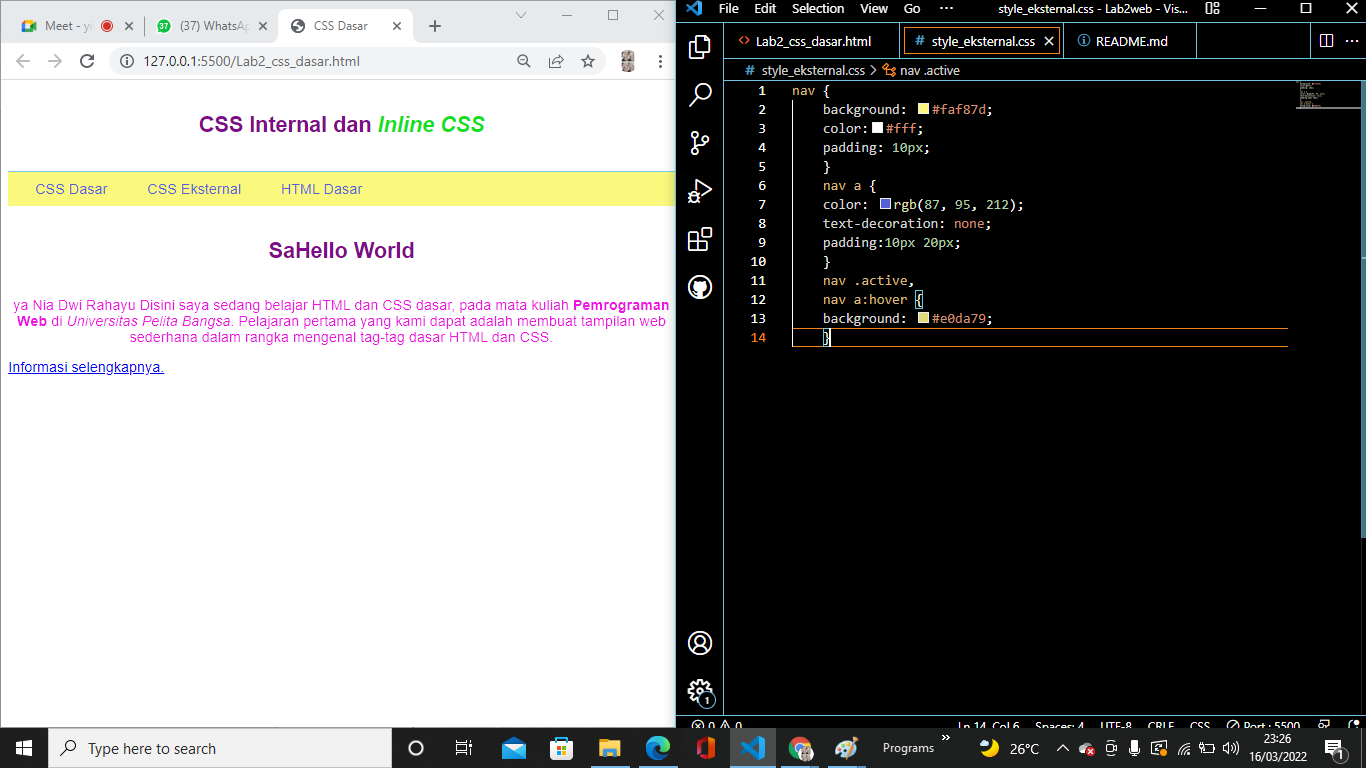 Meet - yi
37
(37) WhatsAp
CSS Dasar
127.0.0.1:5500/Lab2_css_dasar.html
CSS Internal dan Inline CSS
CSS Dasar CSS Eksternal HTML Dasar
SaHello World
ya Nia Dwi Rahayu Disini saya sedang belajar HTML dan CSS dasar, pada mata kuliah Pemrograman
Web di Universitas Pelita Bangsa. Pelajaran pertama yang kami dapat adalah membuat tampilan web
sederhana dalam rangka mengenal tag-tag dasar HTML dan CSS.
Informasi selengkapnya.
File Edit Selection View Go ··· style_eksternal.css - Lab2web - Vis...
Lab2_css_dasar.html # style_eksternal.css README.md ···
# style_eksternal.css > nav .active
1 nav {
2 background: #faf87d;
3 color:#fff;
4 padding: 10px;
5 }
6 nav a {
7 color: rgb(87, 95, 212);
8 text-decoration: none;
9 padding:10px 20px;
10 }
11 nav .active,
12 nav a:hover {
13 background: #e0da79;
14 }
1
0 0 Ln 14, Col 6 Spaces: 4 UTF-8 CRLF CSS Port : 5500
Type here to search
Programs »
26°C
23:26
16/03/2022
1